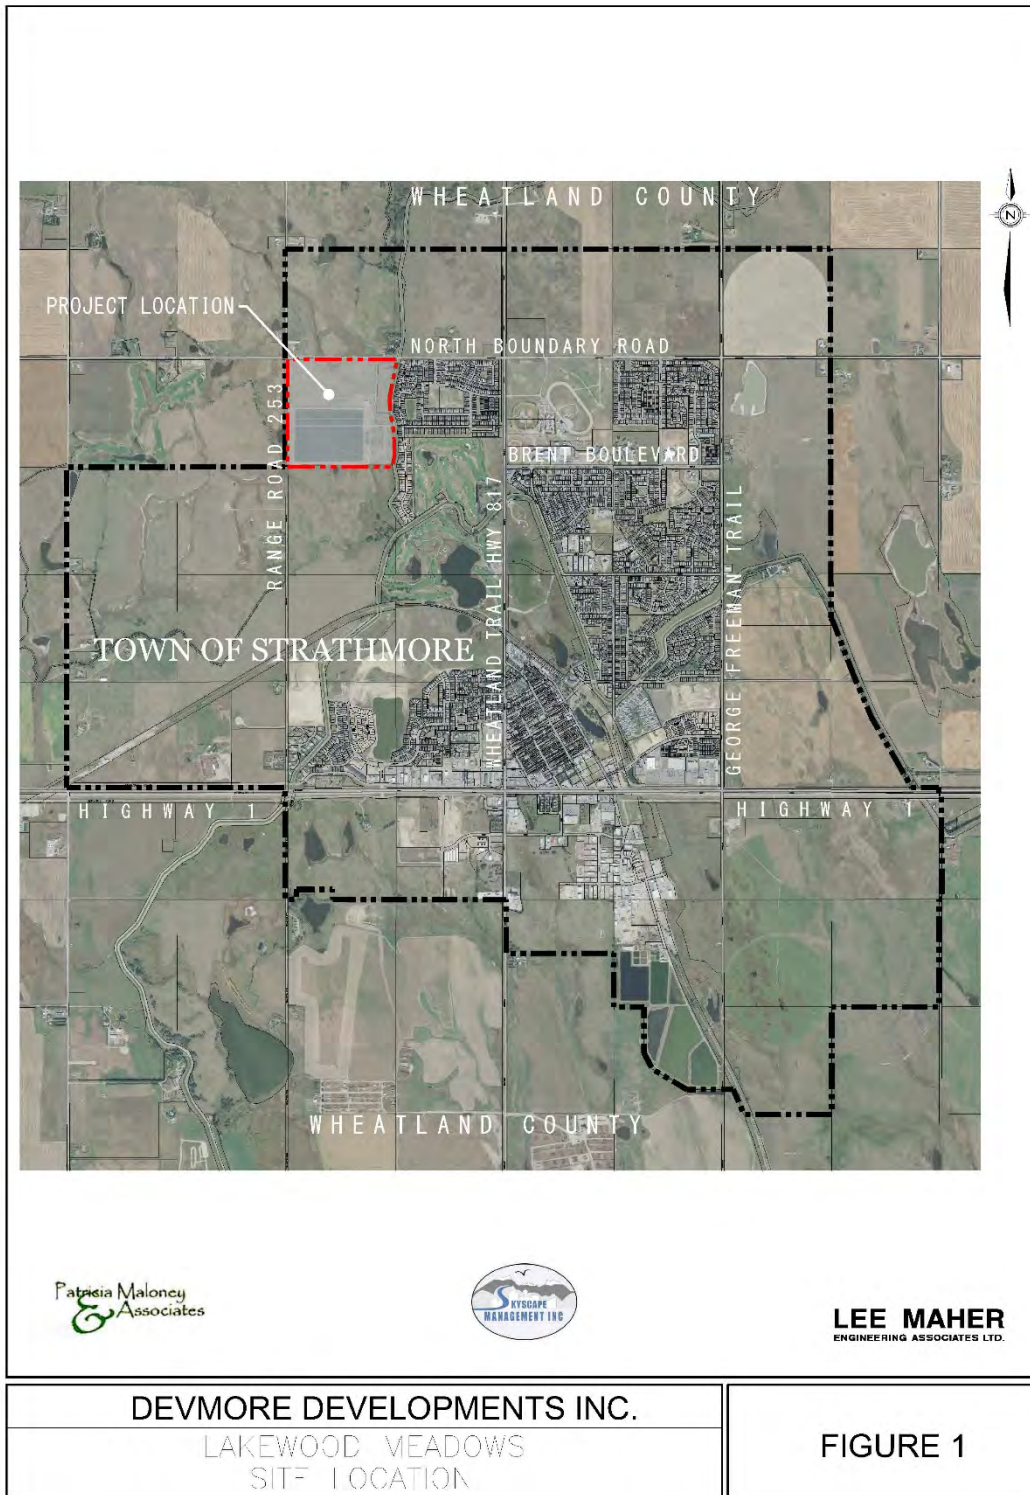 WHEATLAND COUNTY
N
PROJECT LOCATION
NORTH BOUNDARY ROAD
RANGE ROAD 253
BRENT BOULEVARD
WHEATLAND TRAIL HWY 817
GEORGE FREEMAN TRAIL
TOWN OF STRATHMORE
HIGHWAY 1
HIGHWAY 1
WHEATLAND COUNTY
Patricia Maloney
& Associates
SKYSCAPE
MANAGEMENT INC
LEE MAHER
ENGINEERING ASSOCIATES LTD.
DEVMORE DEVELOPMENTS INC.
LAKEWOOD MEADOWS
SITE LOCATION
FIGURE 1